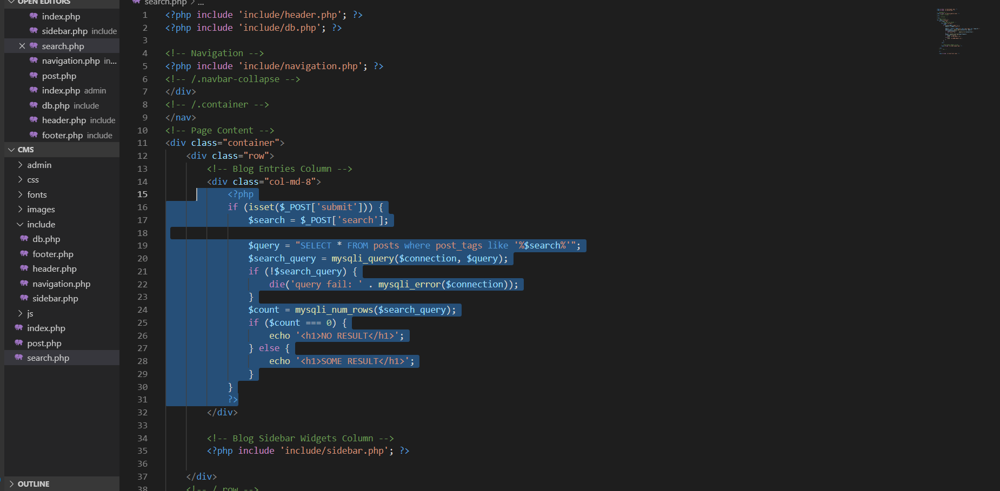 OPEN EDITORS
index.php
sidebar.php include
search.php
navigation.php in...
post.php
index.php admin
db.php include
header.php include
footer.php include
CMS
admin
css
fonts
images
include
db.php
footer.php
header.php
navigation.php
sidebar.php
js
index.php
post.php
search.php
OUTLINE
search.php > ...
1 <?php include 'include/header.php'; ?>
2 <?php include 'include/db.php'; ?>
3
4 <!-- Navigation -->
5 <?php include 'include/navigation.php'; ?>
6 <!-- /.navbar-collapse -->
7 </div>
8 <!-- /.container -->
9 </nav>
10 <!-- Page Content -->
11 <div class="container">
12 <div class="row">
13 <!-- Blog Entries Column -->
14 <div class="col-md-8">
15 <?php
16 if (isset($_POST['submit'])) {
17 $search = $_POST['search'];
18
19 $query = "SELECT * FROM posts where post_tags like '%$search%'";
20 $search_query = mysqli_query($connection, $query);
21 if (!$search_query) {
22 die('query fail: ' . mysqli_error($connection));
23 }
24 $count = mysqli_num_rows($search_query);
25 if ($count === 0) {
26 echo '<h1>NO RESULT</h1>';
27 } else {
28 echo '<h1>SOME RESULT</h1>';
29 }
30 }
31 ?>
32 </div>
33
34 <!-- Blog Sidebar Widgets Column -->
35 <?php include 'include/sidebar.php'; ?>
36
37 </div>
38 <!-- /.row -->